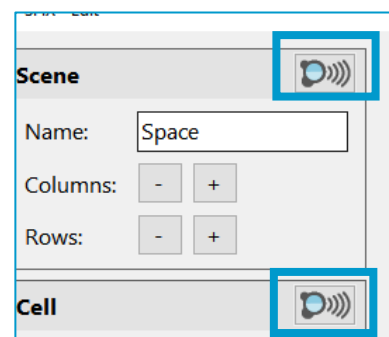 Scene
Name: Space
Columns: - +
Rows: - +
Cell